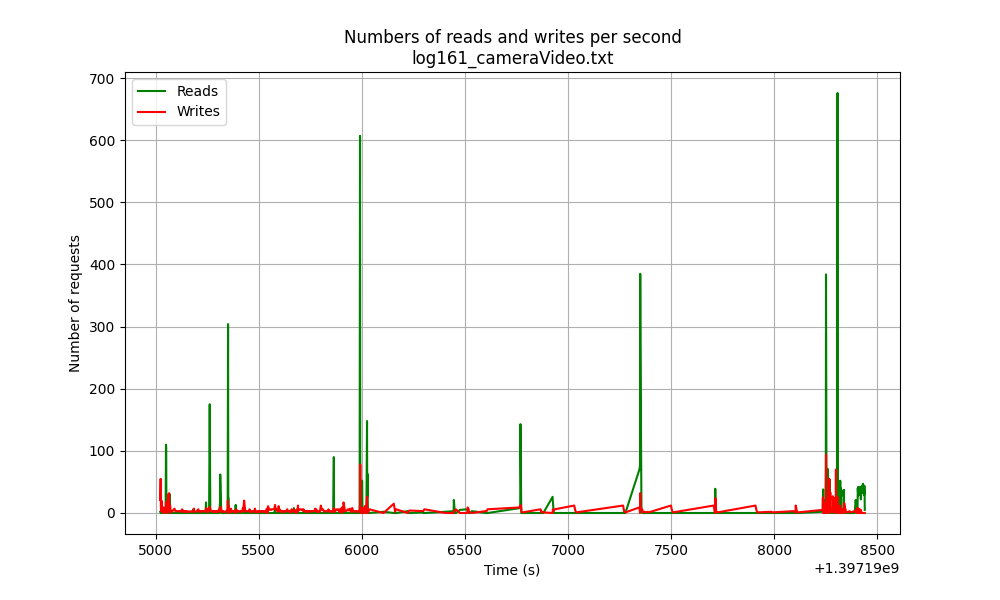 Numbers of reads and writes per second
log161_cameraVideo.txt
Reads
Writes
Number of requests
700
600
500
400
300
200
100
0
5000 5500 6000 6500 7000 7500 8000 8500
Time (s)
+1.39719e9